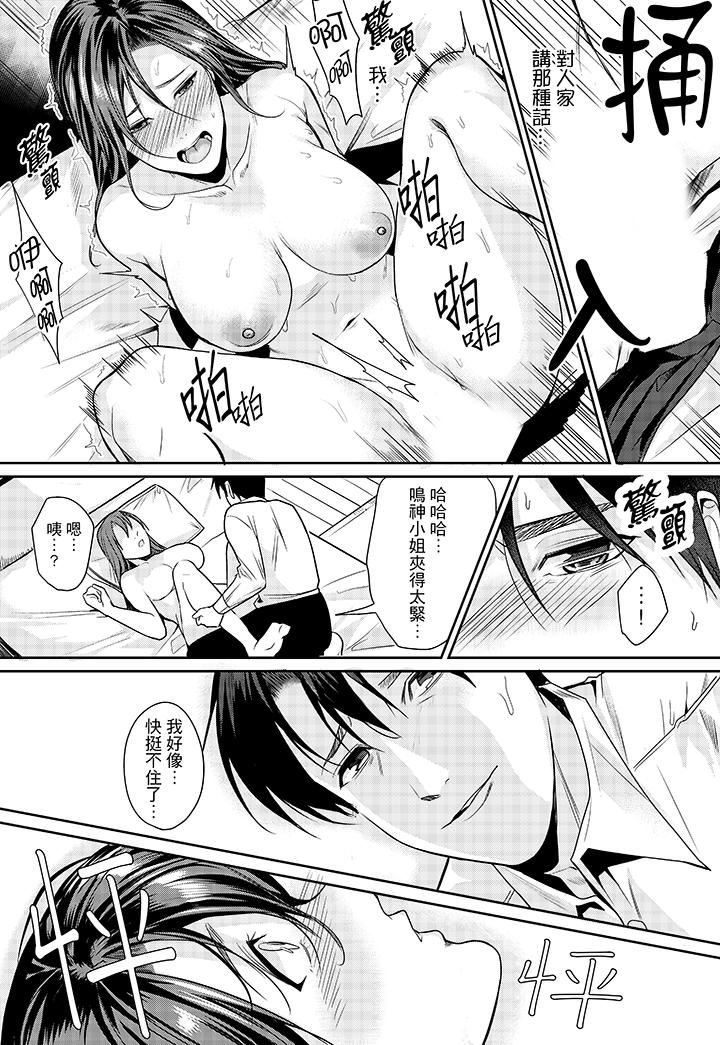 捅
入
對人家
講那種話…
我…
驚顫
啊啊
啊啊
驚顫
咿啊啊
啪啪
啪啪
啪啪
驚顫
…！
哈哈哈…
鳴神小姐夾得太緊…
嗯…
咦…？
我好像…
快挺不住了…
怦
怦